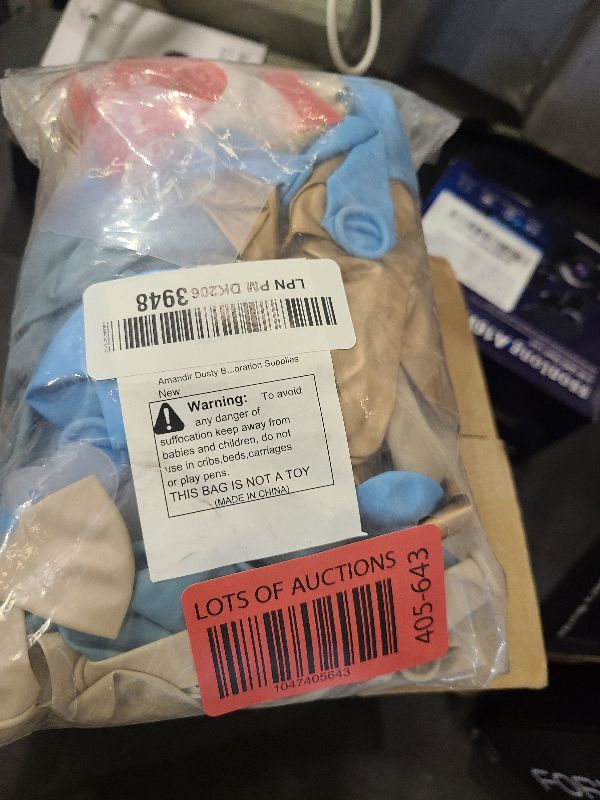 LPN PM DK2063948
Amandir Dusty B...oration Supplies
New
Warning: To avoid
any danger of
suffocation keep away from
babies and children, do not
use in cribs,beds,carriages
or play pens.
THIS BAG IS NOT A TOY
(MADE IN CHINA)
LOTS OF AUCTIONS
405-643
1047405643
FOR